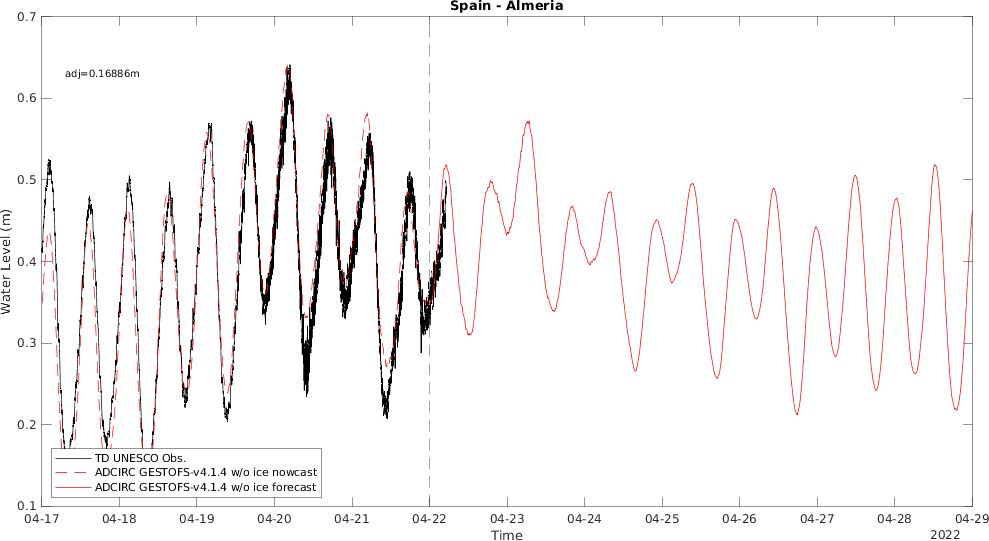 Spain - Almeria
0.7
adj=0.16886m
0.6
0.5
0.4
0.3
0.2
0.1
Water Level (m)
TD UNESCO Obs.
ADCIRC GESTOFS-v4.1.4 w/o ice nowcast
ADCIRC GESTOFS-v4.1.4 w/o ice forecast
04-17 04-18 04-19 04-20 04-21 04-22 04-23 04-24 04-25 04-26 04-27 04-28 04-29
Time
2022